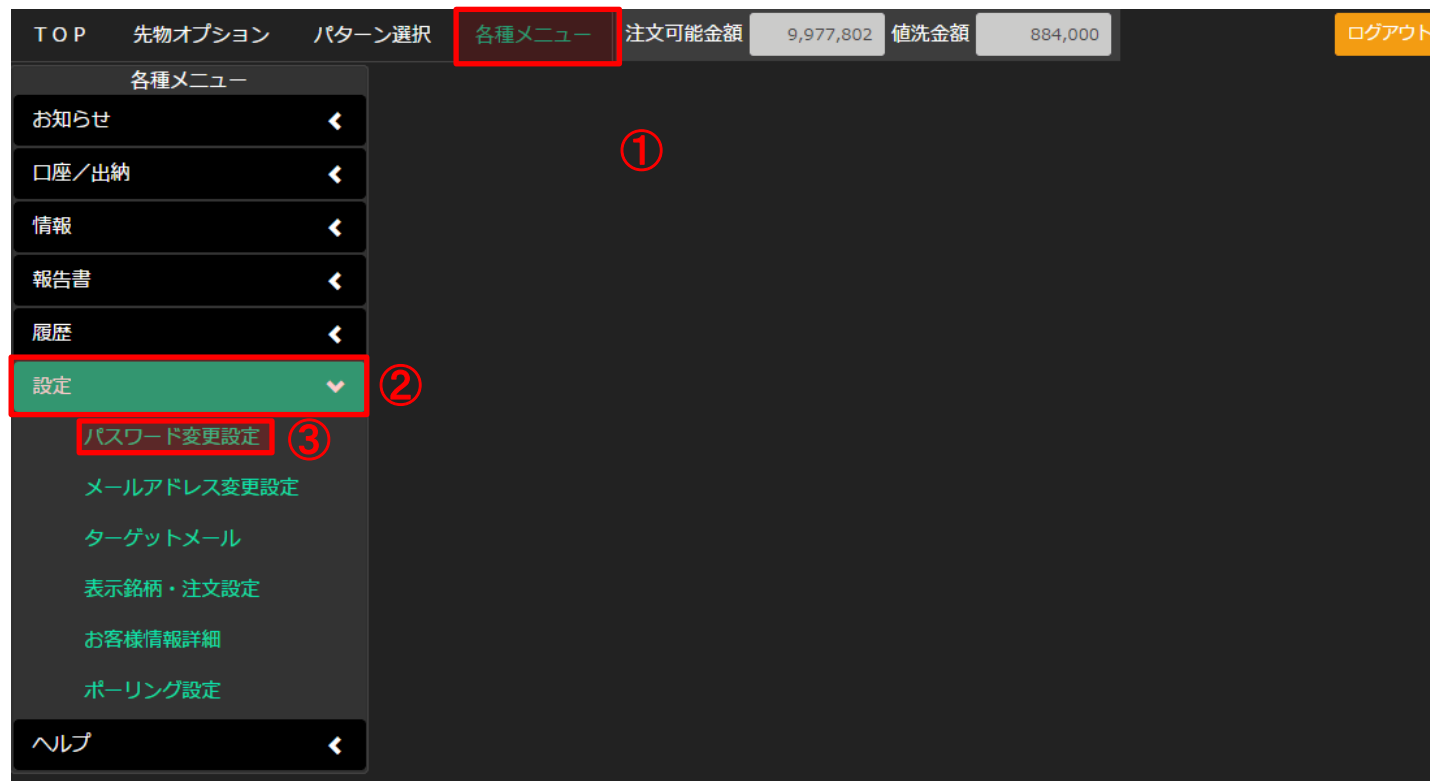 ＴＯＰ 先物オプション パターン選択 各種メニュー 注文可能金額 9,977,802 値洗金額 884,000 ログアウト
各種メニュー
お知らせ
①
口座／出納
情報
報告書
履歴
設定 ②
パスワード変更設定 ③
メールアドレス変更設定
ターゲットメール
表示銘柄・注文設定
お客様情報詳細
ポーリング設定
ヘルプ